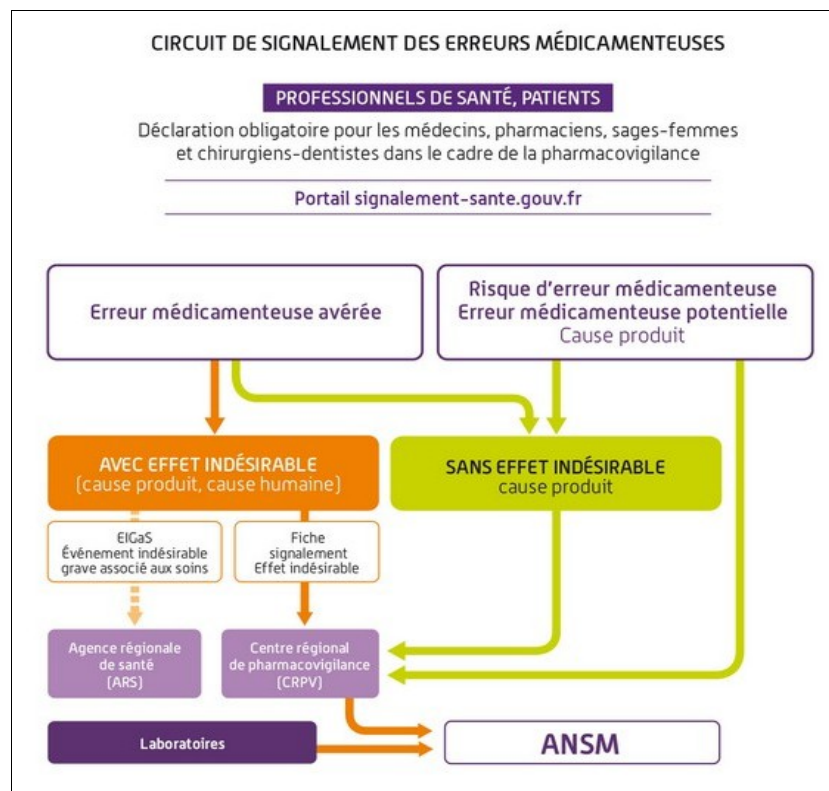 CIRCUIT DE SIGNALEMENT DES ERREURS MÉDICAMENTEUSES
PROFESSIONNELS DE SANTÉ, PATIENTS
Déclaration obligatoire pour les médecins, pharmaciens, sages-femmes
et chirurgiens-dentistes dans le cadre de la pharmacovigilance
Portail signalement-sante.gouv.fr
Erreur médicamenteuse avérée
Risque d'erreur médicamenteuse
Erreur médicamenteuse potentielle
Cause produit
AVEC EFFET INDÉSIRABLE
(cause produit, cause humaine)
SANS EFFET INDÉSIRABLE
cause produit
EIGaS
Événement indésirable
grave associé aux soins
Fiche
signalement
Effet indésirable
Agence régionale
de santé
(ARS)
Centre régional
de pharmacovigilance
(CRPV)
Laboratoires
ANSM